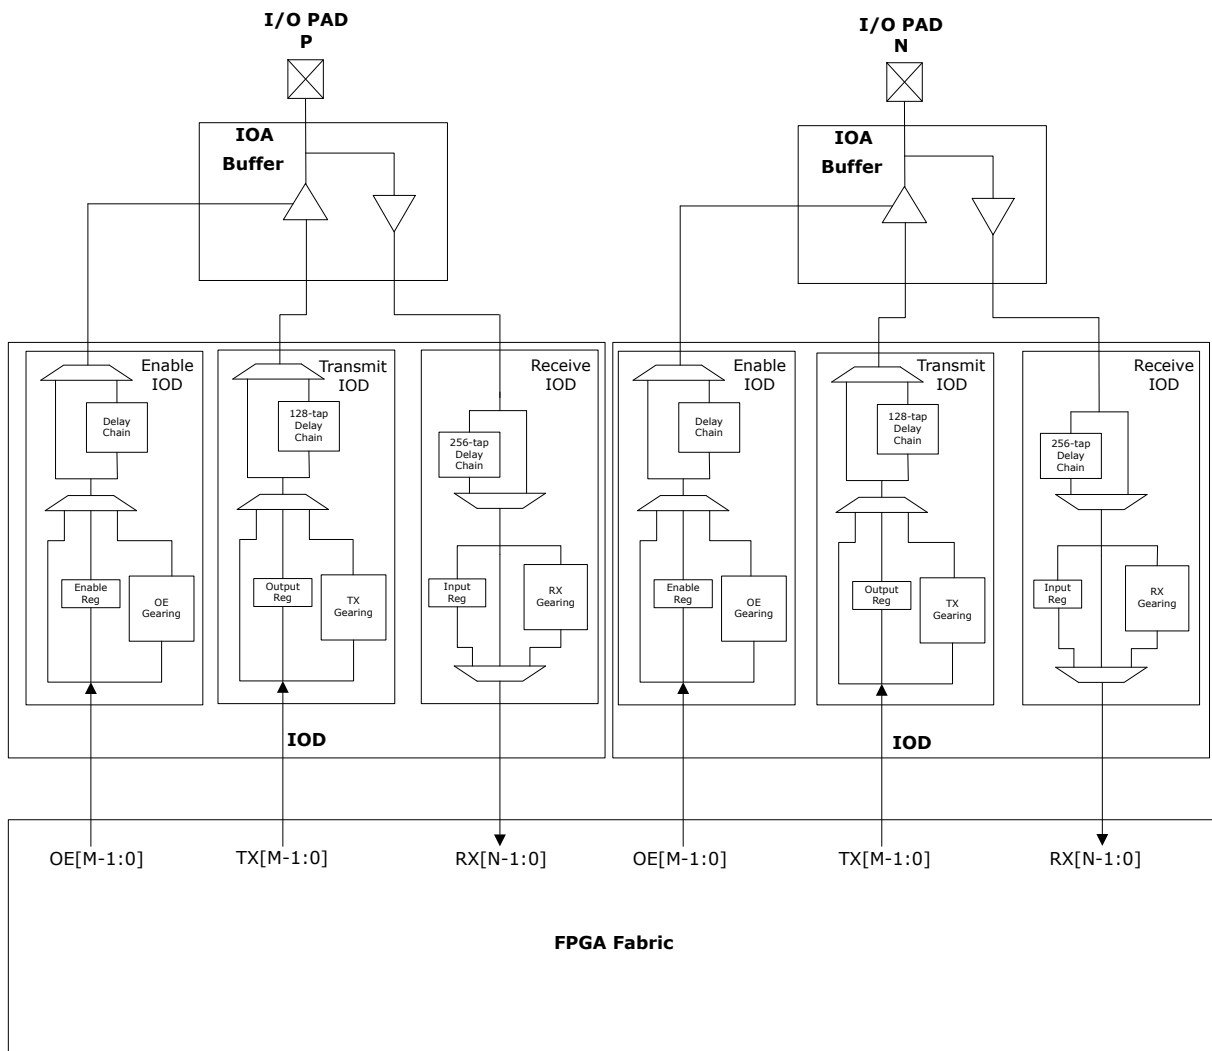 I/O PAD
P
I/O PAD
N
IOA
Buffer
IOA
Buffer
Enable
IOD
Delay
Chain
Enable
Reg
OE
Gearing
Transmit
IOD
128-tap
Delay
Chain
Output
Reg
TX
Gearing
Receive
IOD
256-tap
Delay
Chain
Input
Reg
RX
Gearing
IOD
Enable
IOD
Delay
Chain
Enable
Reg
OE
Gearing
Transmit
IOD
128-tap
Delay
Chain
Output
Reg
TX
Gearing
Receive
IOD
256-tap
Delay
Chain
Input
Reg
RX
Gearing
IOD
OE[M-1:0]
TX[M-1:0]
RX[N-1:0]
OE[M-1:0]
TX[M-1:0]
RX[N-1:0]
FPGA Fabric